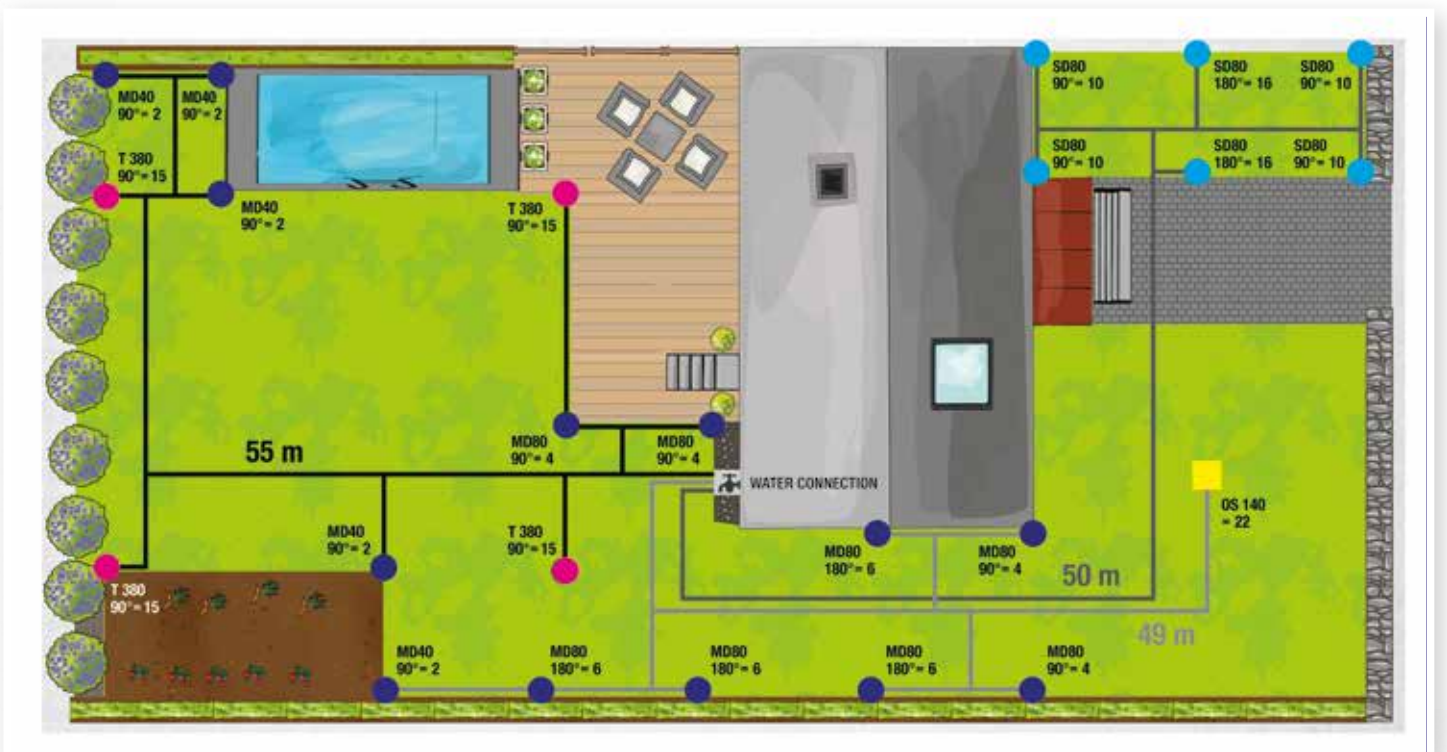 MD40
90°= 2
MD40
90°= 2
SD80
90°= 10
SD80
180°= 16
SD80
90°= 10
T 380
90°= 15
MD40
90°= 2
T 380
90°= 15
SD80
90°= 10
SD80
180°= 16
SD80
90°= 10
55 m
MD80
90°= 4
MD80
90°= 4
WATER CONNECTION
MD40
90°= 2
T 380
90°= 15
MD80
180°= 6
MD80
90°= 4
OS 140
= 22
50 m
T 380
90°= 15
49 m
MD40
90°= 2
MD80
180°= 6
MD80
180°= 6
MD80
180°= 6
MD80
90°= 4